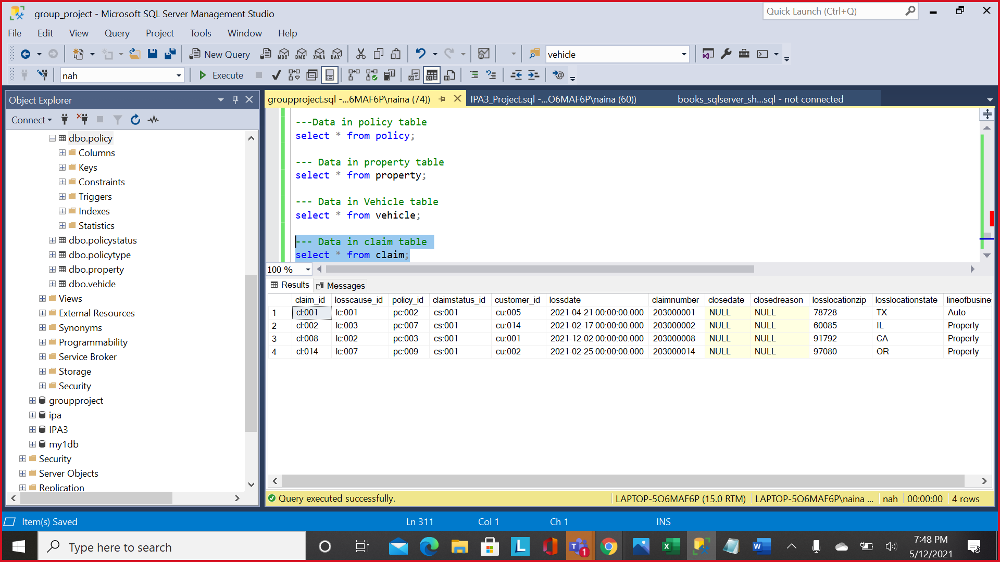 group_project - Microsoft SQL Server Management Studio
Quick Launch (Ctrl+Q)
File Edit View Query Project Tools Window Help
New Query MDX DMX XMLA DAX vehicle
nah Execute
Object Explorer
Connect
dbo.policy
Columns
Keys
Constraints
Triggers
Indexes
Statistics
dbo.policystatus
dbo.policytype
dbo.property
dbo.vehicle
Views
External Resources
Synonyms
Programmability
Service Broker
Storage
Security
groupproject
ipa
IPA3
my1db
Security
Server Objects
Replication
groupproject.sql -...6MAF6P\naina (74)) IPA3_Project.sql -...O6MAF6P\naina (60)) books_sqlserver_sh...sql - not connected
---Data in policy table
select * from policy;
--- Data in property table
select * from property;
--- Data in Vehicle table
select * from vehicle;
--- Data in claim table
select * from claim;
100 %
Results Messages
claim_id losscause_id policy_id claimstatus_id customer_id lossdate claimnumber closedate closedreason losslocationzip losslocationstate lineofbusine
1 cl:001 lc:001 pc:002 cs:001 cu:005 2021-04-21 00:00:00.000 203000001 NULL NULL 78728 TX Auto
2 cl:002 lc:003 pc:007 cs:001 cu:014 2021-02-17 00:00:00.000 203000002 NULL NULL 60085 IL Property
3 cl:008 lc:002 pc:003 cs:001 cu:001 2021-12-02 00:00:00.000 203000008 NULL NULL 91792 CA Property
4 cl:014 lc:007 pc:009 cs:001 cu:002 2021-02-25 00:00:00.000 203000014 NULL NULL 97080 OR Property
Query executed successfully. LAPTOP-5O6MAF6P (15.0 RTM) LAPTOP-5O6MAF6P\naina ... nah 00:00:00 4 rows
Item(s) Saved Ln 311 Col 1 Ch 1 INS
Type here to search
7:48 PM
5/12/2021